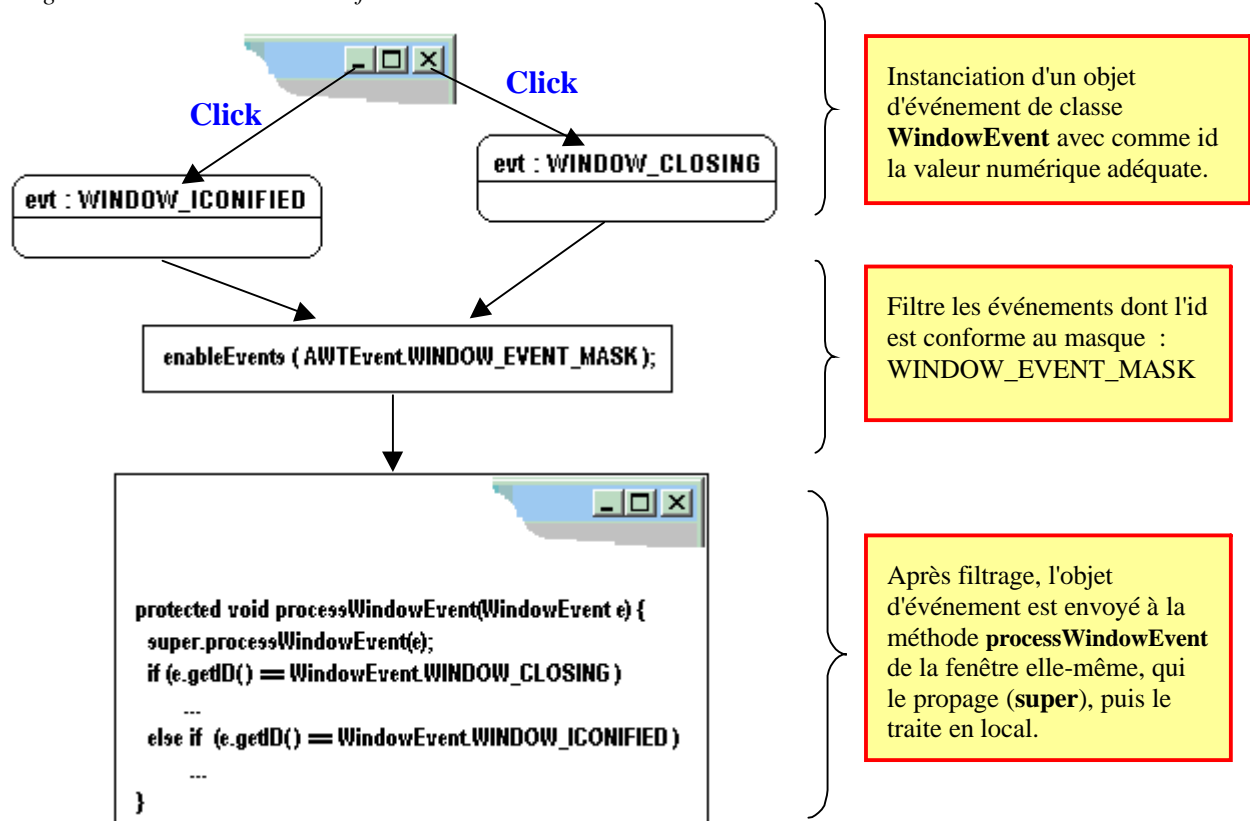 Click
Click
evt : WINDOW_CLOSING
evt : WINDOW_ICONIFIED
Instanciation d'un objet
d'événement de classe
WindowEvent avec comme id
la valeur numérique adéquate.
enableEvents ( AWTEvent.WINDOW_EVENT_MASK );
Filtre les événements dont l'id
est conforme au masque :
WINDOW_EVENT_MASK
protected void processWindowEvent(WindowEvent e) {
super.processWindowEvent(e);
if (e.getID() == WindowEvent.WINDOW_CLOSING )
...
else if (e.getID() == WindowEvent.WINDOW_ICONIFIED )
...
}
Après filtrage, l'objet
d'événement est envoyé à la
méthode processWindowEvent
de la fenêtre elle-même, qui
le propage (super), puis le
traite en local.